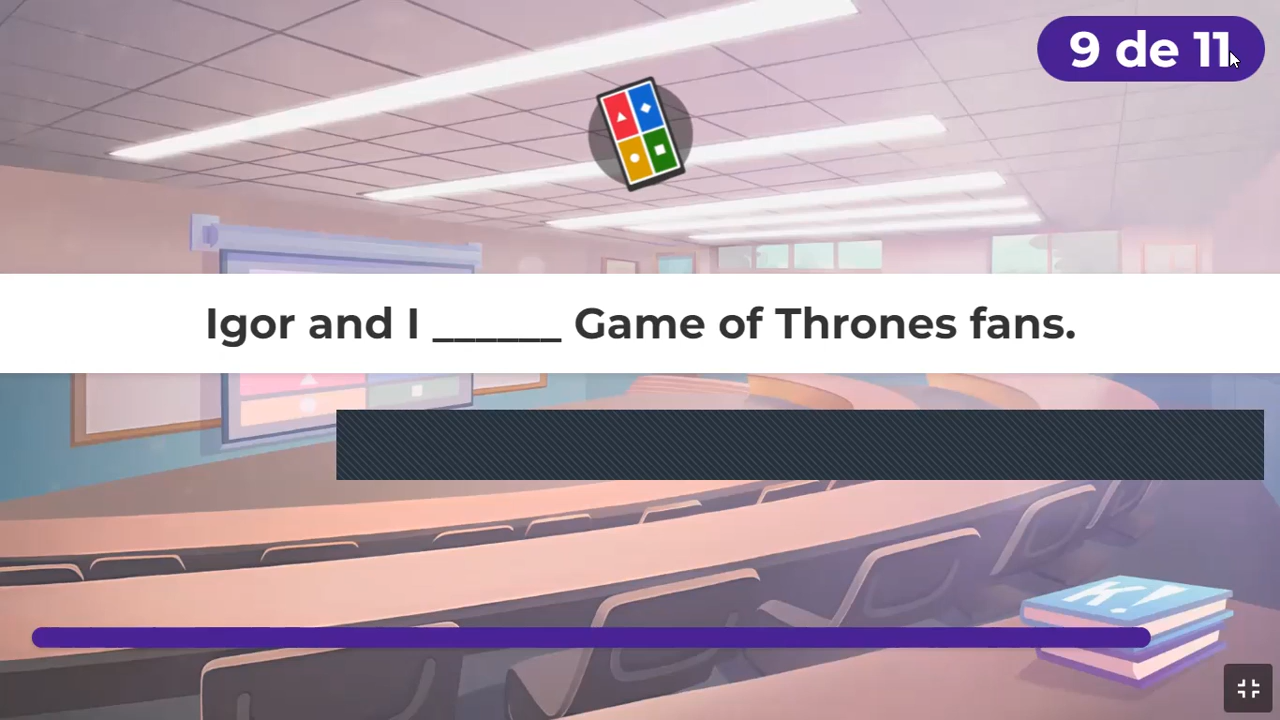 9 de 11
Igor and I ______ Game of Thrones fans.
K!